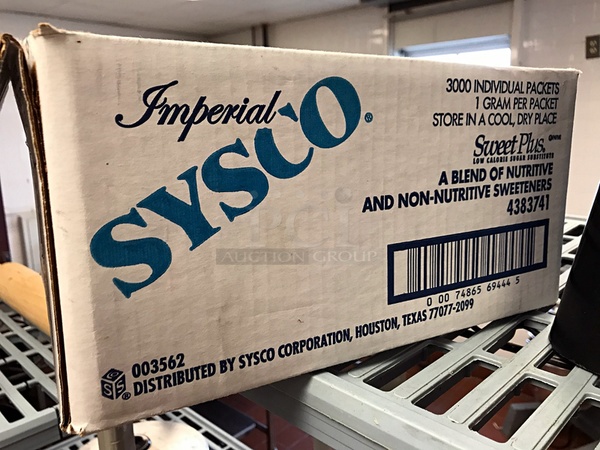 Imperial
SYSCO®
3000 INDIVIDUAL PACKETS
1 GRAM PER PACKET
STORE IN A COOL, DRY PLACE
Sweet Plus
LOW CALORIE SUGAR SUBSTITUTE
A BLEND OF NUTRITIVE
AND NON-NUTRITIVE SWEETENERS
4383741
AUCTION GROUP
0 00 74865 69444 5
003562
DISTRIBUTED BY SYSCO CORPORATION, HOUSTON, TEXAS 77077-2099